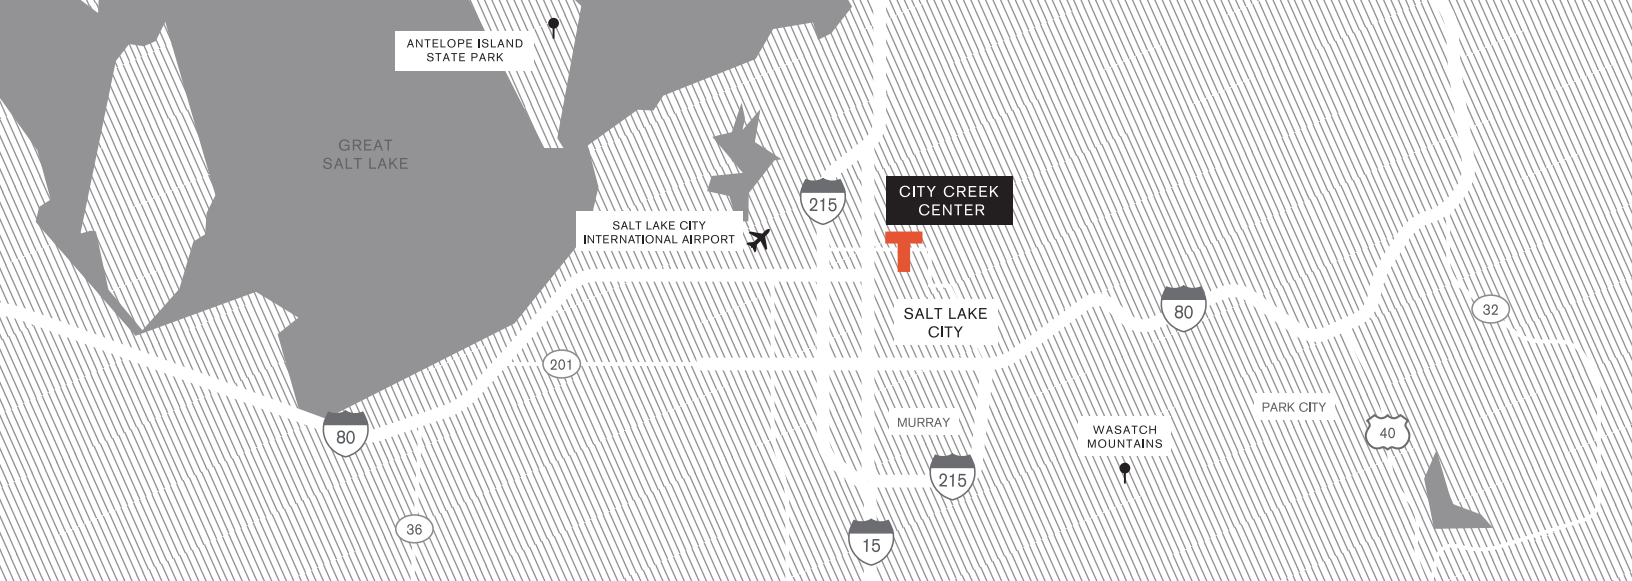 ANTELOPE ISLAND
STATE PARK
GREAT
SALT LAKE
CITY CREEK
CENTER
215
SALT LAKE CITY
INTERNATIONAL AIRPORT
SALT LAKE
CITY
80
32
201
PARK CITY
MURRAY
WASATCH
MOUNTAINS
40
80
215
36
15